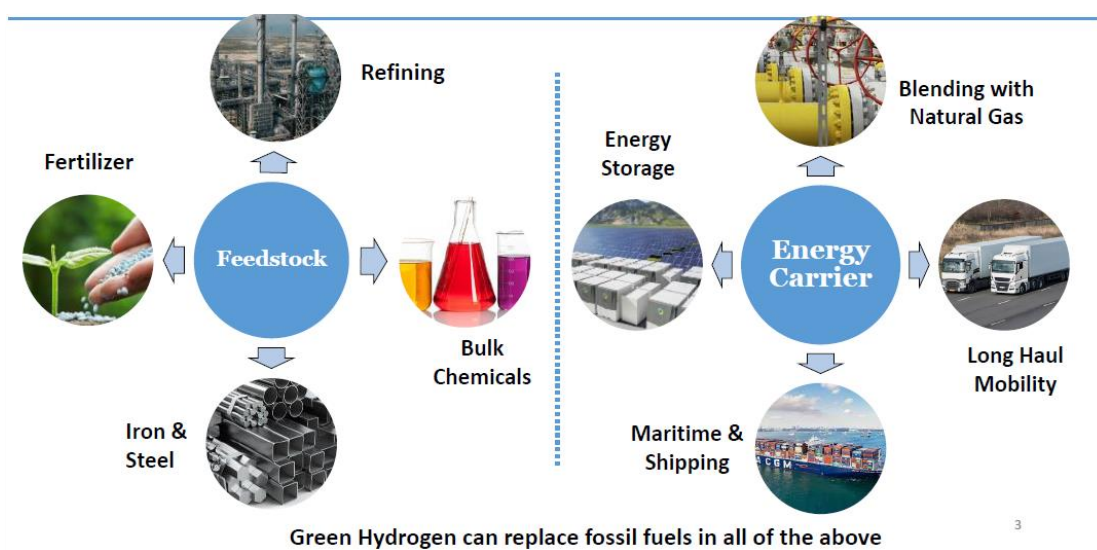 Refining
Fertilizer
Feedstock
Bulk
Chemicals
Iron &
Steel
Blending with
Natural Gas
Energy
Storage
Energy
Carrier
Long Haul
Mobility
Maritime &
Shipping
CGM
Green Hydrogen can replace fossil fuels in all of the above
3